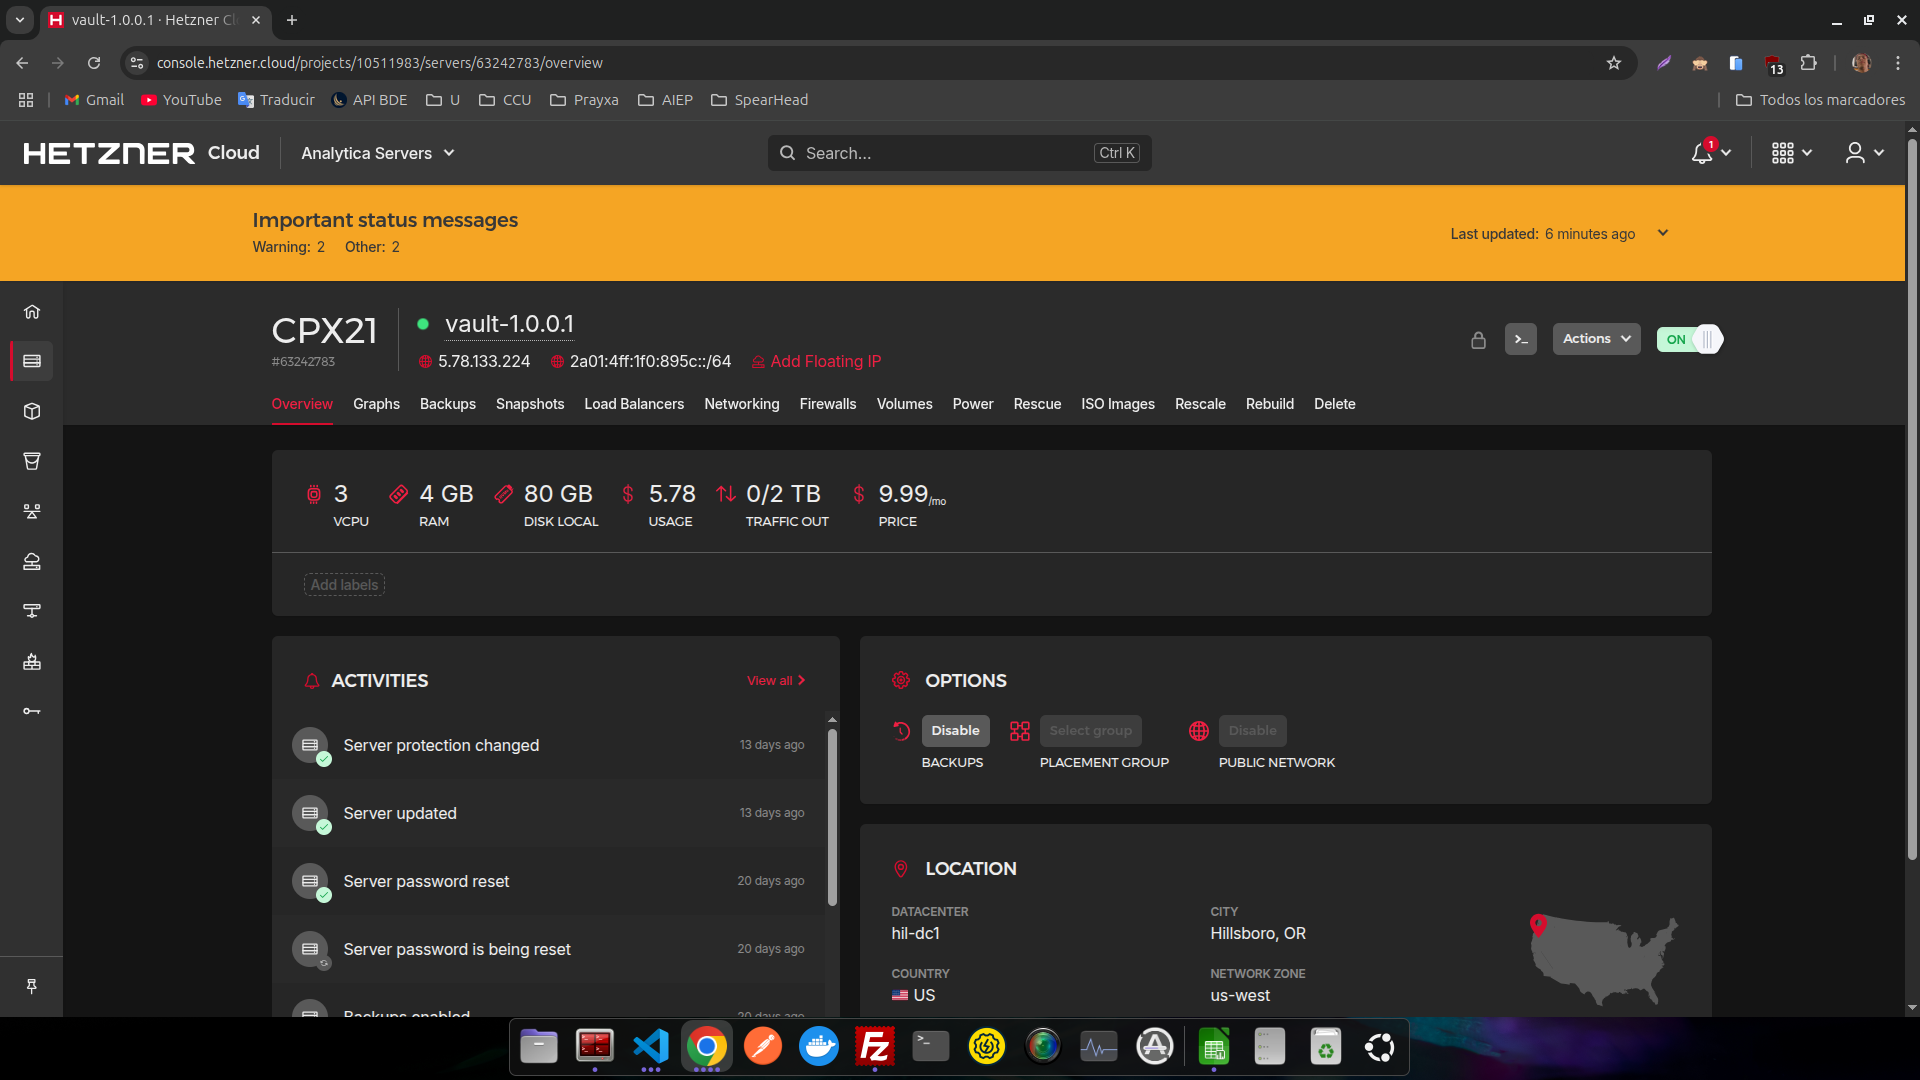 vault-1.0.0.1 · Hetzner Cl
console.hetzner.cloud/projects/10511983/servers/63242783/overview
13
Gmail
YouTube
Traducir
API BDE
U
CCU
Prayxa
AIEP
SpearHead
Todos los marcadores
HETZNER Cloud
Analytica Servers
Search...
Ctrl K
1
Important status messages
Warning: 2 Other: 2
Last updated: 6 minutes ago
CPX21
#63242783
vault-1.0.0.1
5.78.133.224
2a01:4ff:1f0:895c::/64
Add Floating IP
Actions
ON
Overview
Graphs
Backups
Snapshots
Load Balancers
Networking
Firewalls
Volumes
Power
Rescue
ISO Images
Rescale
Rebuild
Delete
3
VCPU
4 GB
RAM
80 GB
DISK LOCAL
$ 5.78
USAGE
0/2 TB
TRAFFIC OUT
$ 9.99/mo
PRICE
Add labels
ACTIVITIES
View all
Server protection changed
13 days ago
Server updated
13 days ago
Server password reset
20 days ago
Server password is being reset
20 days ago
Backups enabled
20 days ago
OPTIONS
Disable
BACKUPS
Select group
PLACEMENT GROUP
Disable
PUBLIC NETWORK
LOCATION
DATACENTER
hil-dc1
CITY
Hillsboro, OR
COUNTRY
US
NETWORK ZONE
us-west
Fz